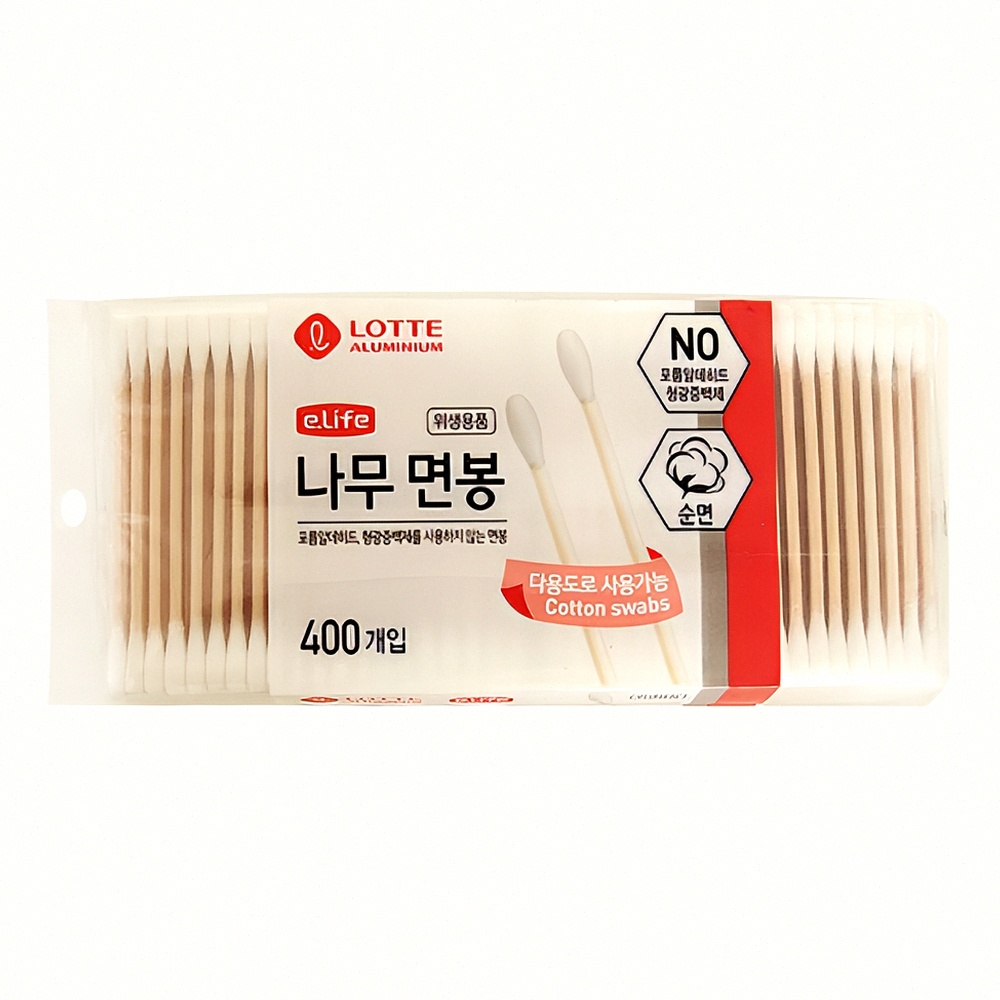 LOTTE
ALUMINIUM
e.Life
위생용품
나무 면봉
포름알데히드, 형광증백제를 사용하지 않는 면봉
400개입
다용도로 사용가능
Cotton swabs
NO
포름알데히드
형광증백제
순면
e.Life